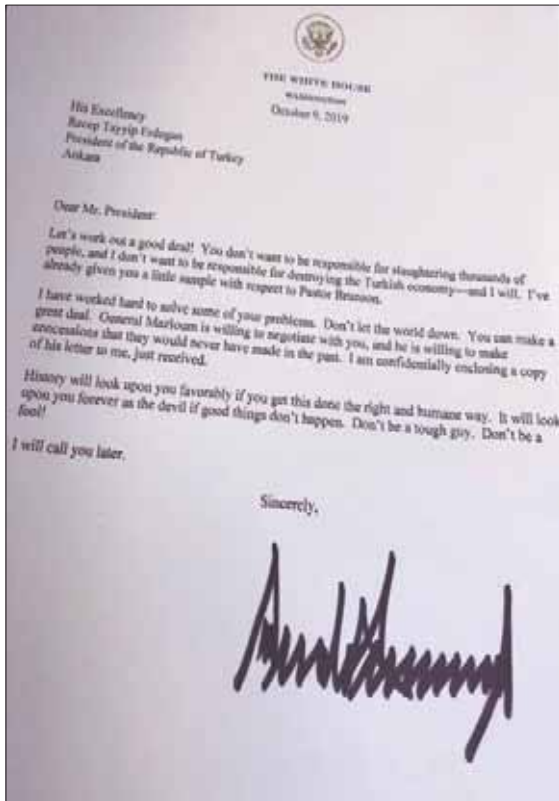 THE WHITE HOUSE
WASHINGTON
October 9, 2019
His Excellency
Recep Tayyip Erdogan
President of the Republic of Turkey
Ankara
Dear Mr. President:
Let's work out a good deal! You don't want to be responsible for slaughtering thousands of
people, and I don't want to be responsible for destroying the Turkish economy—and I will. I've
already given you a little sample with respect to Pastor Brunson.
I have worked hard to solve some of your problems. Don't let the world down. You can make a
great deal. General Mazloum is willing to negotiate with you, and he is willing to make
concessions that they would never have made in the past. I am confidentially enclosing a copy
of his letter to me, just received.
History will look upon you favorably if you get this done the right and humane way. It will look
upon you forever as the devil if good things don't happen. Don't be a tough guy. Don't be a
fool!
I will call you later.
Sincerely,